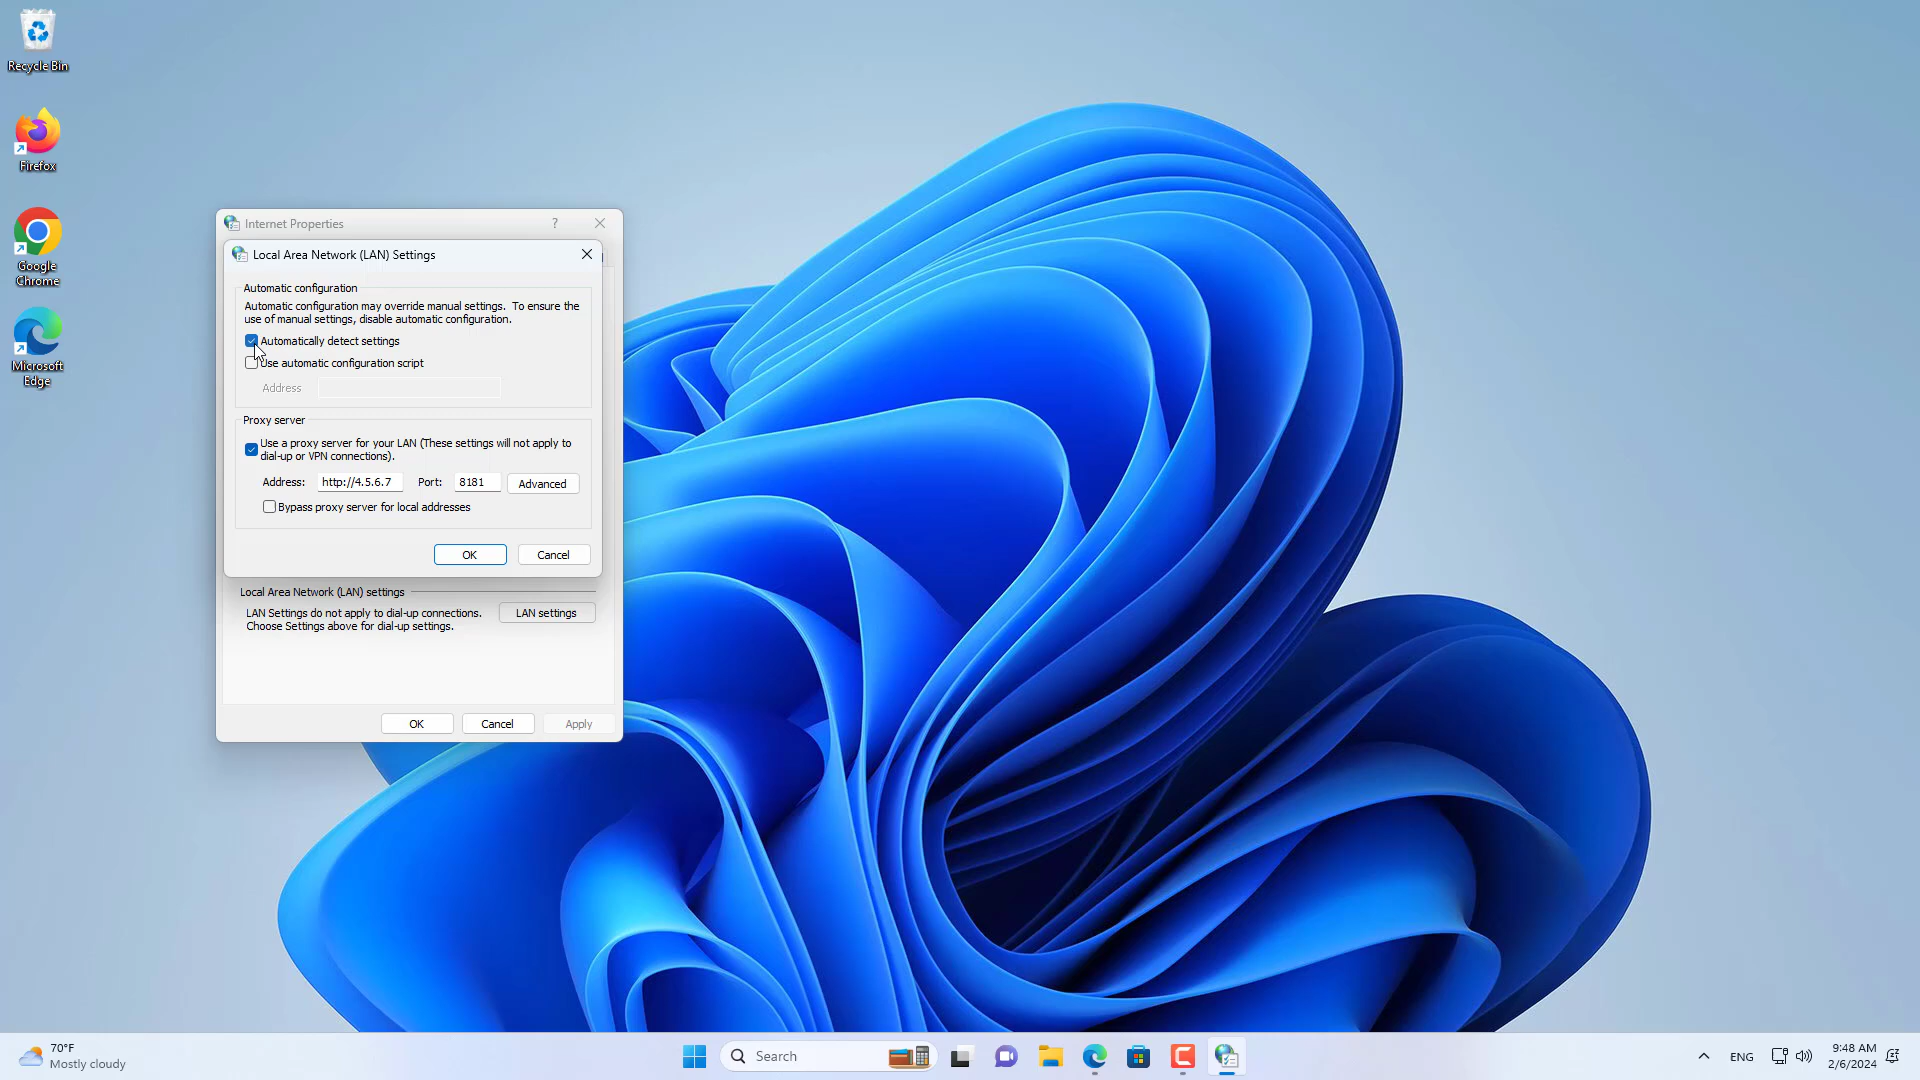 Recycle Bin
Firefox
Google
Chrome
Microsoft
Edge
Internet Properties
?
Local Area Network (LAN) Settings
Automatic configuration
Automatic configuration may override manual settings. To ensure the
use of manual settings, disable automatic configuration.
Automatically detect settings
Use automatic configuration script
Address
Proxy server
Use a proxy server for your LAN (These settings will not apply to
dial-up or VPN connections).
Address: http://4.5.6.7 Port: 8181 Advanced
Bypass proxy server for local addresses
OK Cancel
Local Area Network (LAN) settings
LAN Settings do not apply to dial-up connections.
Choose Settings above for dial-up settings.
LAN settings
OK Cancel Apply
70°F
Mostly cloudy
Search
ENG
9:48 AM
2/6/2024